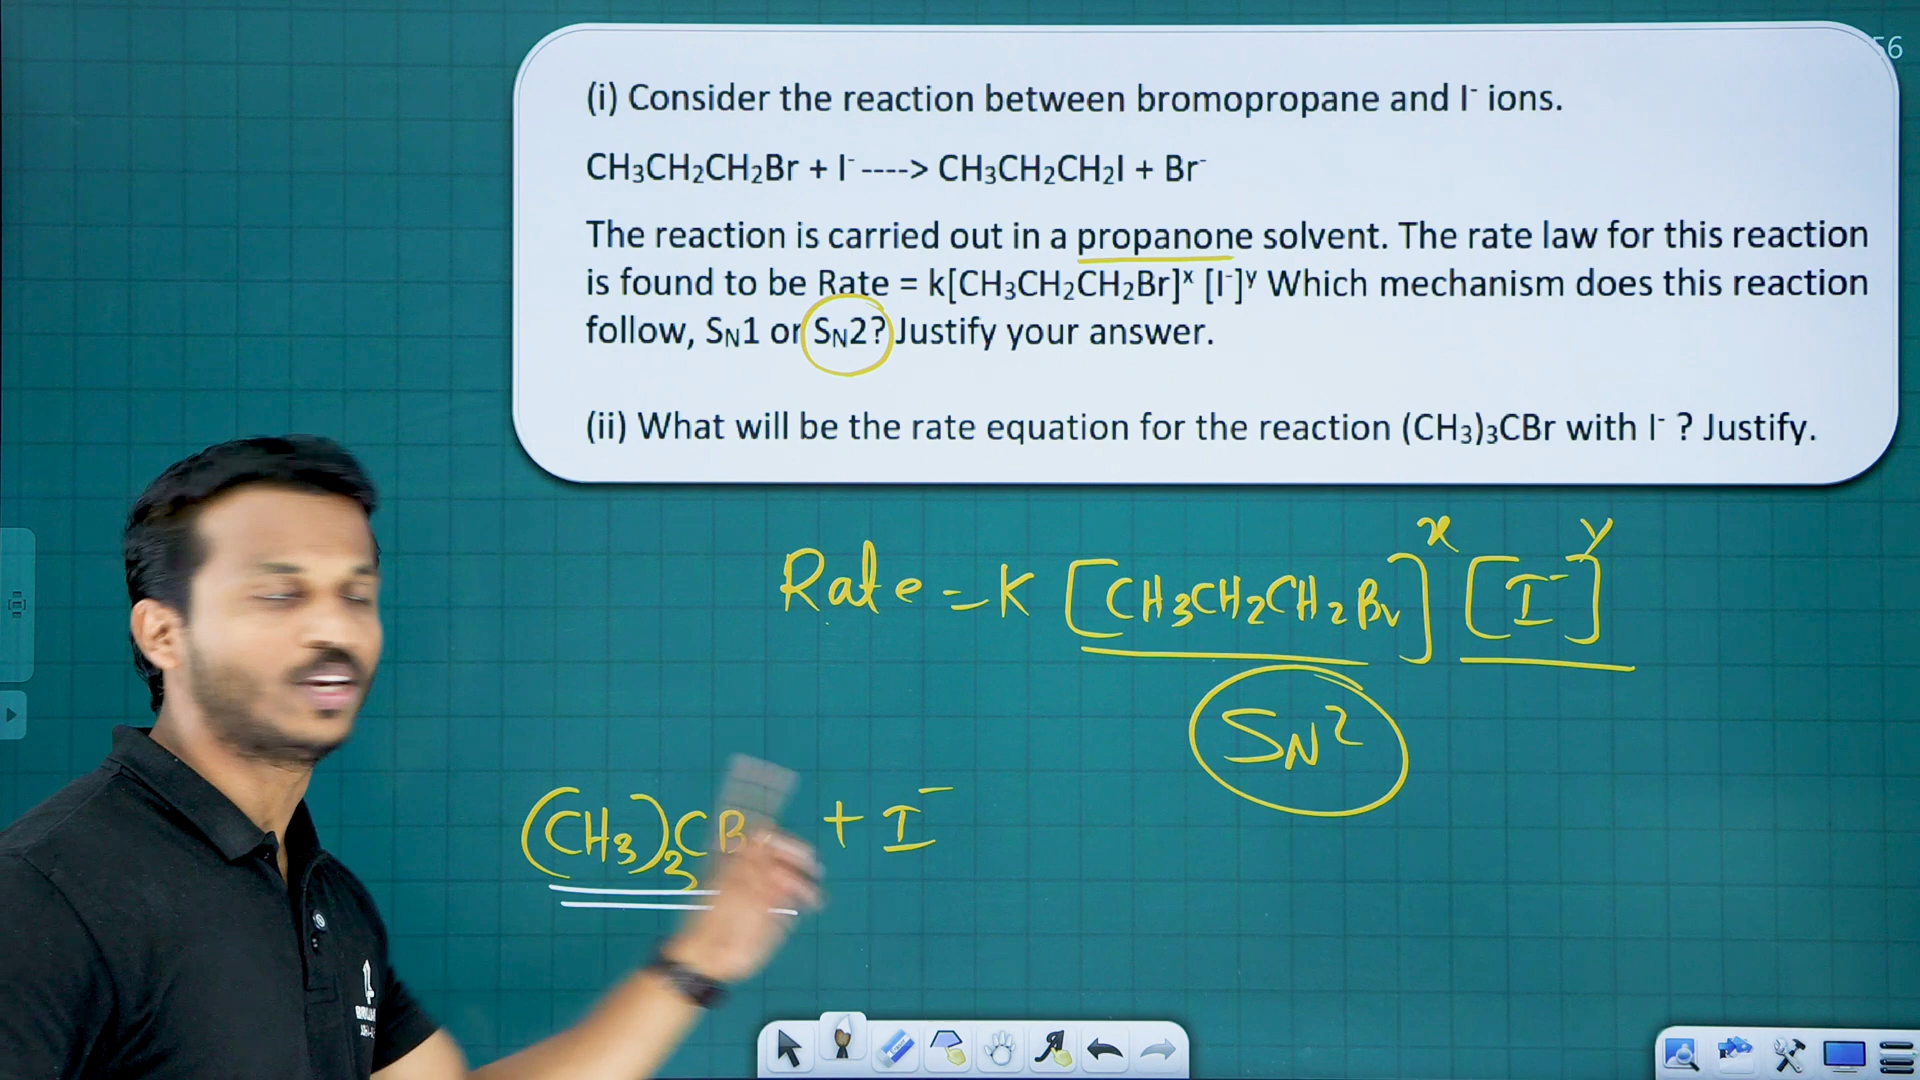 56
(i) Consider the reaction between bromopropane and I⁻ ions.
CH₃CH₂CH₂Br + I⁻ ----> CH₃CH₂CH₂I + Br⁻
The reaction is carried out in a propanone solvent. The rate law for this reaction
is found to be Rate = k[CH₃CH₂CH₂Br]ˣ [I⁻]ʸ Which mechanism does this reaction
follow, Sɴ1 or Sɴ2? Justify your answer.
(ii) What will be the rate equation for the reaction (CH₃)₃CBr with I⁻ ? Justify.
Rate = K [CH₃CH₂CH₂Br]ˣ [I⁻]ʸ
SN²
(CH₃)₃CB + I⁻